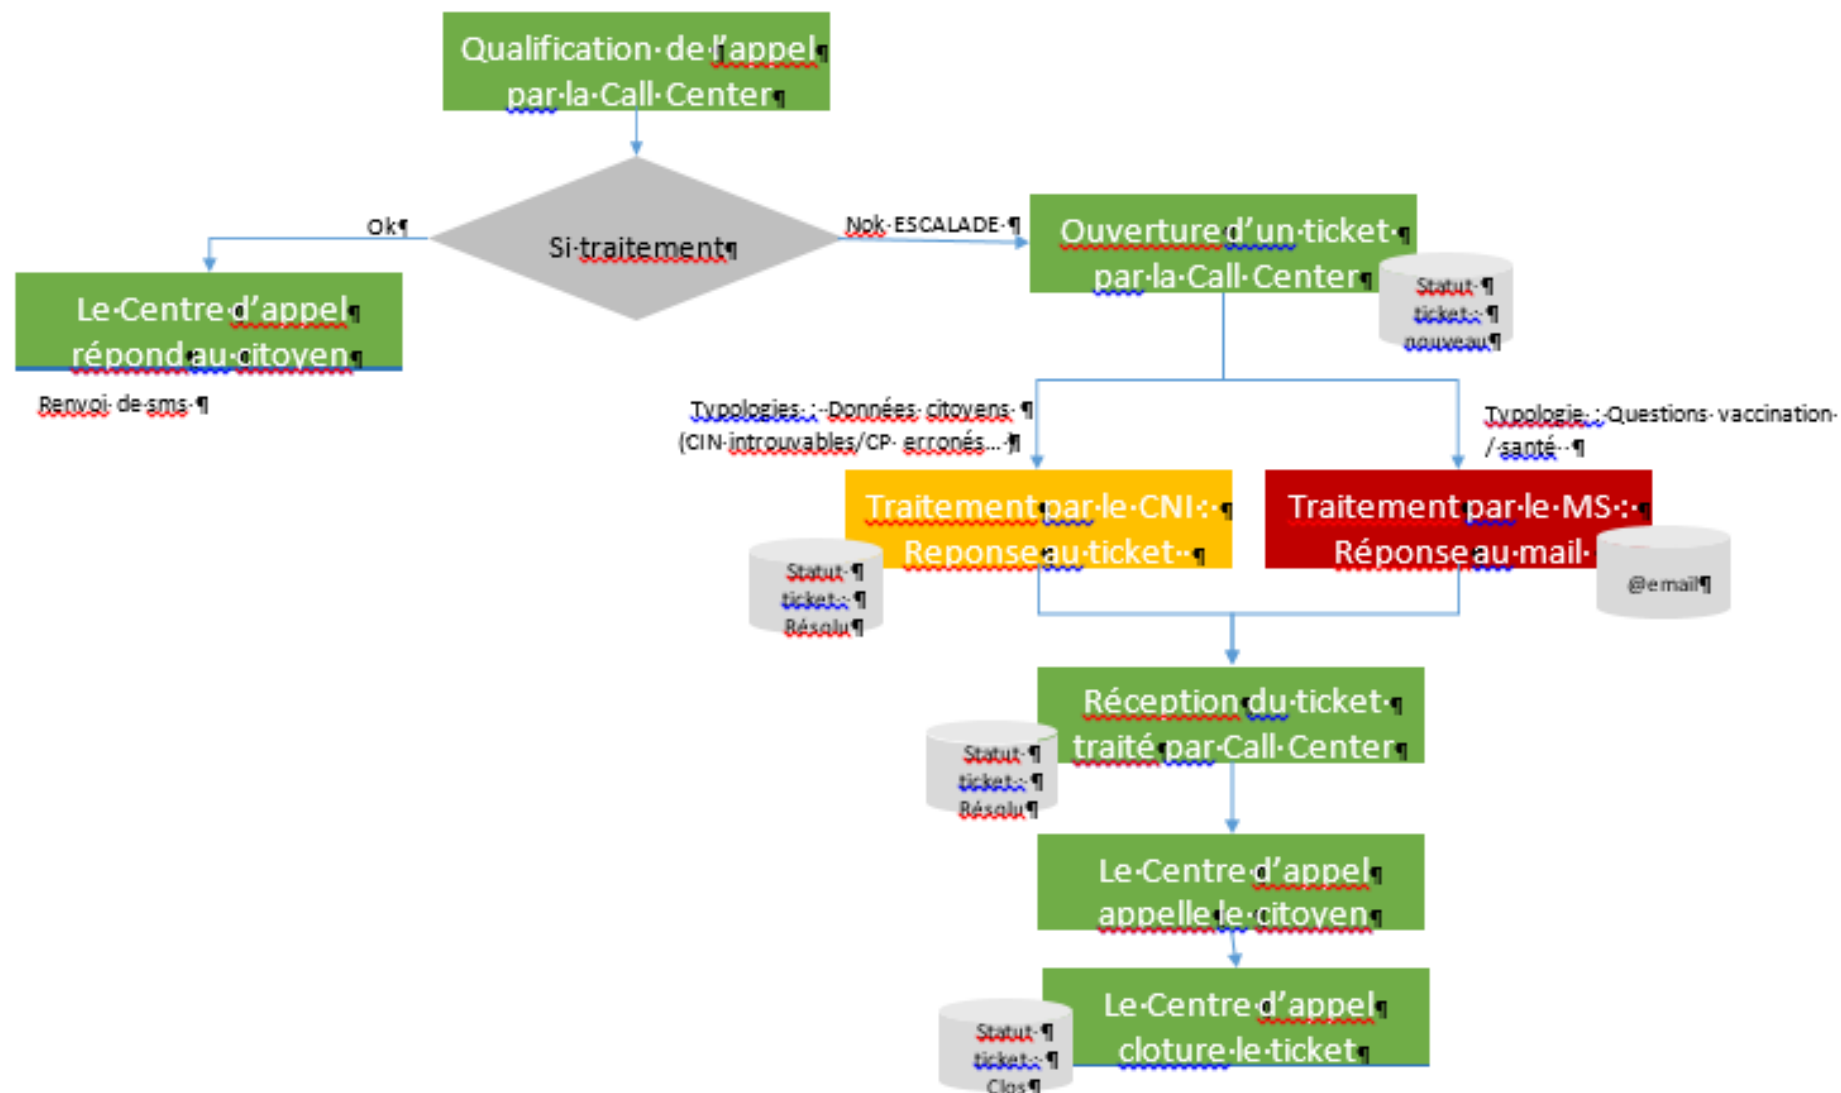 Qualification de l'appel
par la Call Center
Ok
Si traitement
Nok ESCALADE
Ouverture d'un ticket
par la Call Center
Statut
ticket :
nouveau
Le Centre d'appel
répond au citoyen
Renvoi de sms
Typologies : Données citoyens
(CIN introuvables/CP erronés... )
Typologie : Questions vaccination
/ santé
Traitement par le CNI :
Reponse au ticket
Statut
ticket :
Résolu
Traitement par le MS :
Réponse au mail
@email
Réception du ticket
traité par Call Center
Statut
ticket :
Résolu
Le Centre d'appel
appelle le citoyen
Le Centre d'appel
cloture le ticket
Statut
ticket :
Clos